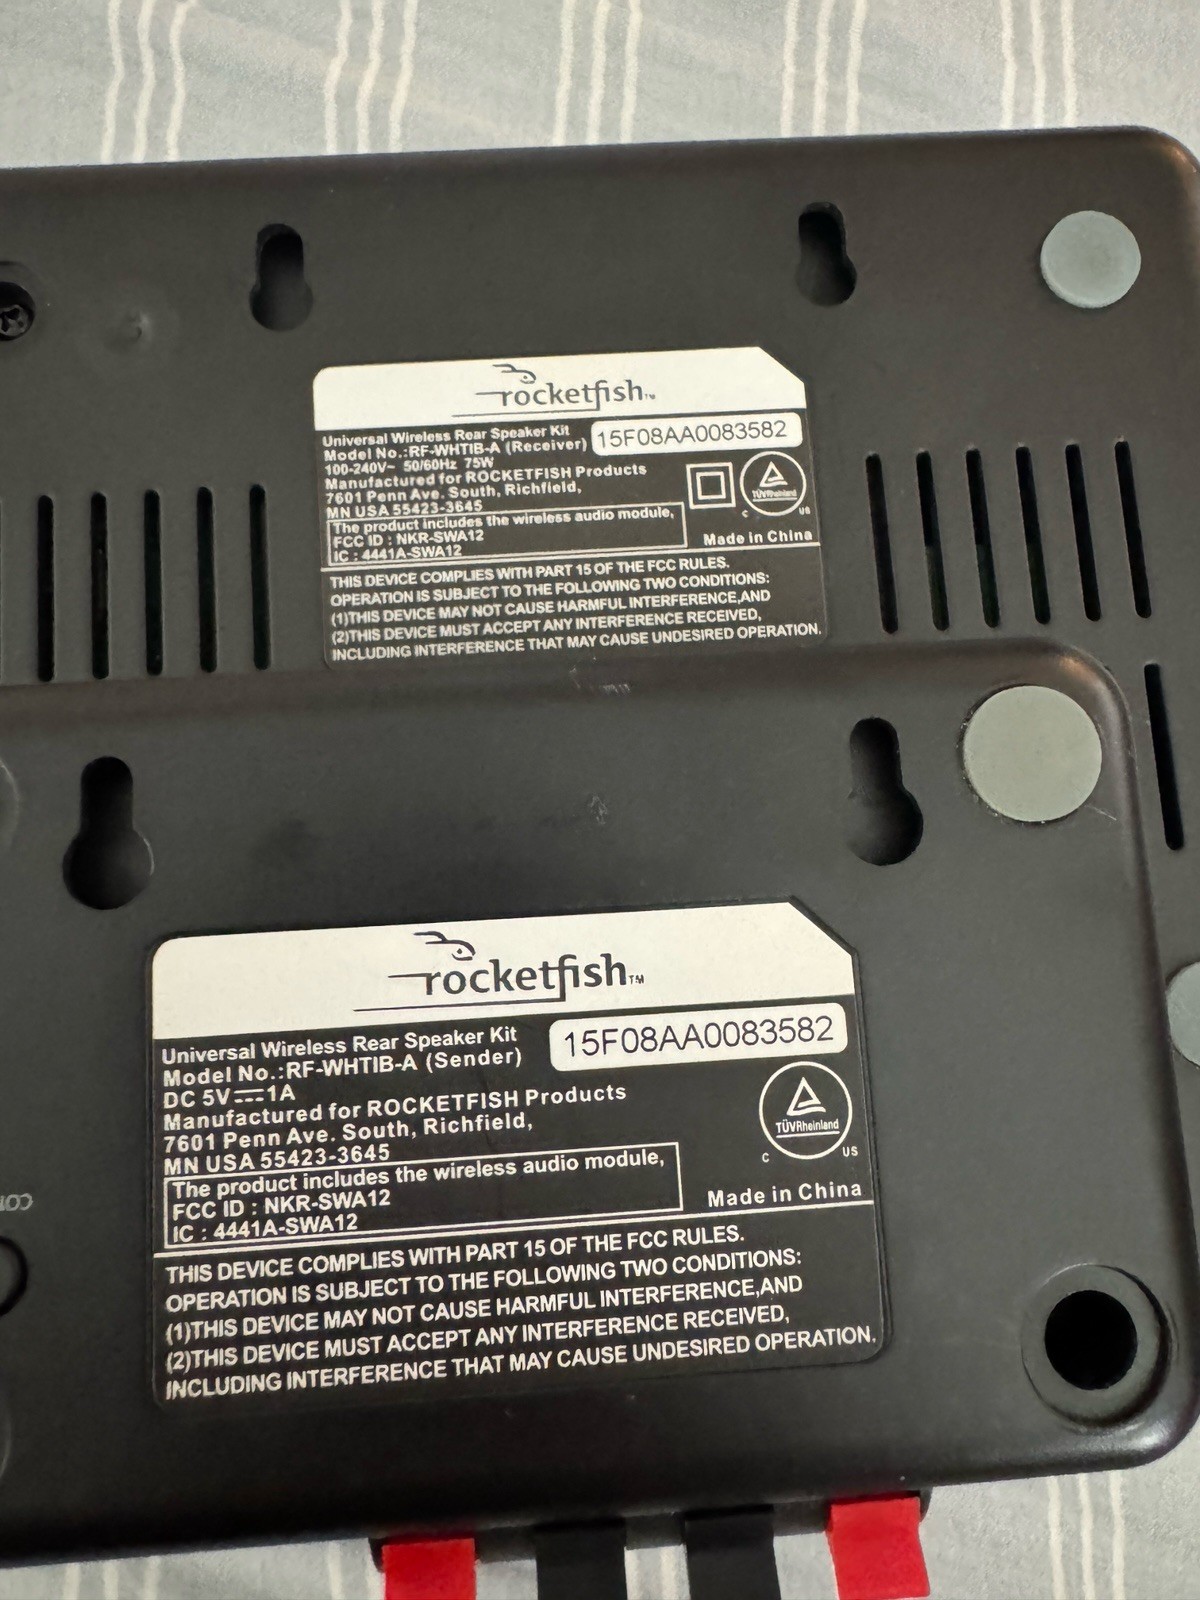 rocketfish™
Universal Wireless Rear Speaker Kit
Model No.:RF-WHTIB-A (Receiver)
15F08AA0083582
100-240V~ 50/60Hz 75W
Manufactured for ROCKETFISH Products
7601 Penn Ave. South, Richfield,
MN USA 55423-3645
TÜVRheinland
C US
The product includes the wireless audio module,
FCC ID : NKR-SWA12
IC : 4441A-SWA12
Made in China
THIS DEVICE COMPLIES WITH PART 15 OF THE FCC RULES.
OPERATION IS SUBJECT TO THE FOLLOWING TWO CONDITIONS:
(1)THIS DEVICE MAY NOT CAUSE HARMFUL INTERFERENCE,AND
(2)THIS DEVICE MUST ACCEPT ANY INTERFERENCE RECEIVED,
INCLUDING INTERFERENCE THAT MAY CAUSE UNDESIRED OPERATION.
rocketfish™
Universal Wireless Rear Speaker Kit
Model No.:RF-WHTIB-A (Sender)
15F08AA0083582
DC 5V⎓1A
Manufactured for ROCKETFISH Products
7601 Penn Ave. South, Richfield,
MN USA 55423-3645
TÜVRheinland
C US
The product includes the wireless audio module,
FCC ID : NKR-SWA12
IC : 4441A-SWA12
Made in China
THIS DEVICE COMPLIES WITH PART 15 OF THE FCC RULES.
OPERATION IS SUBJECT TO THE FOLLOWING TWO CONDITIONS:
(1)THIS DEVICE MAY NOT CAUSE HARMFUL INTERFERENCE,AND
(2)THIS DEVICE MUST ACCEPT ANY INTERFERENCE RECEIVED,
INCLUDING INTERFERENCE THAT MAY CAUSE UNDESIRED OPERATION.